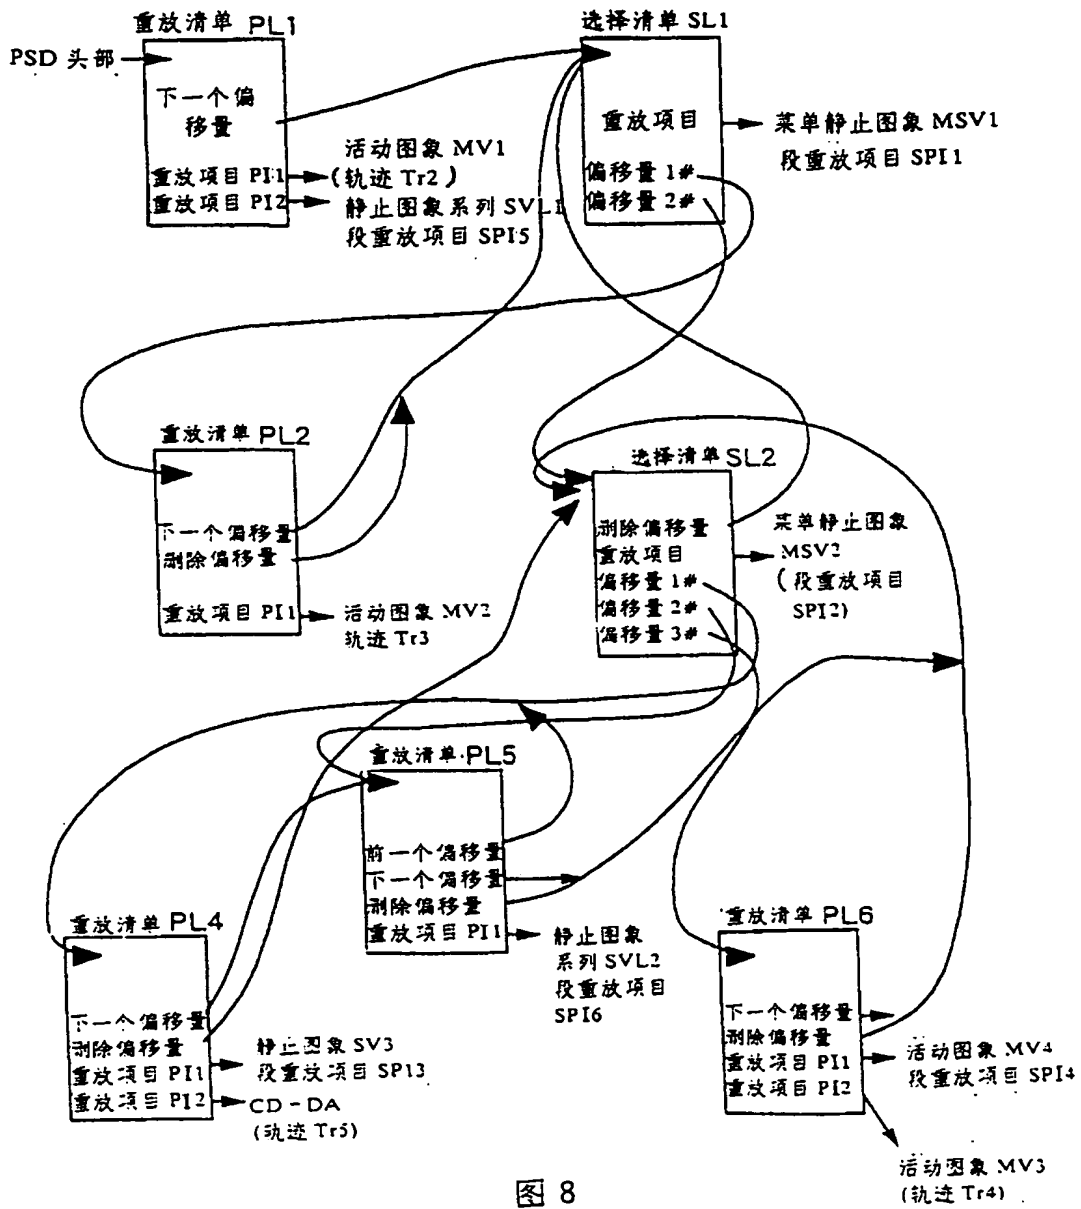 重放清单 PL1
PSD 头部
下一个偏
移量
重放项目 PI1
重放项目 PI2
活动图象 MV1
(轨迹 Tr2)
静止图象系列 SVL1
段重放项目 SPI5
选择清单 SL1
重放项目
偏移量 1#
偏移量 2#
菜单静止图象 MSV1
段重放项目 SPI1
重放清单 PL2
下一个偏移量
删除偏移量
重放项目 PI1
活动图象 MV2
轨迹 Tr3
选择清单 SL2
删除偏移量
重放项目
偏移量 1#
偏移量 2#
偏移量 3#
菜单静止图象
MSV2
(段重放项目
SPI2)
重放清单 PL5
前一个偏移量
下一个偏移量
删除偏移量
重放项目 PI1
静止图象
系列 SVL2
段重放项目
SPI6
重放清单 PL4
下一个偏移量
删除偏移量
重放项目 PI1
重放项目 PI2
静止图象 SV3
段重放项目 SP13
CD-DA
(轨迹 Tr5)
重放清单 PL6
下一个偏移量
删除偏移量
重放项目 PI1
重放项目 PI2
活动图象 MV4
段重放项目 SPI4
活动图象 MV3
(轨迹 Tr4)
图 8